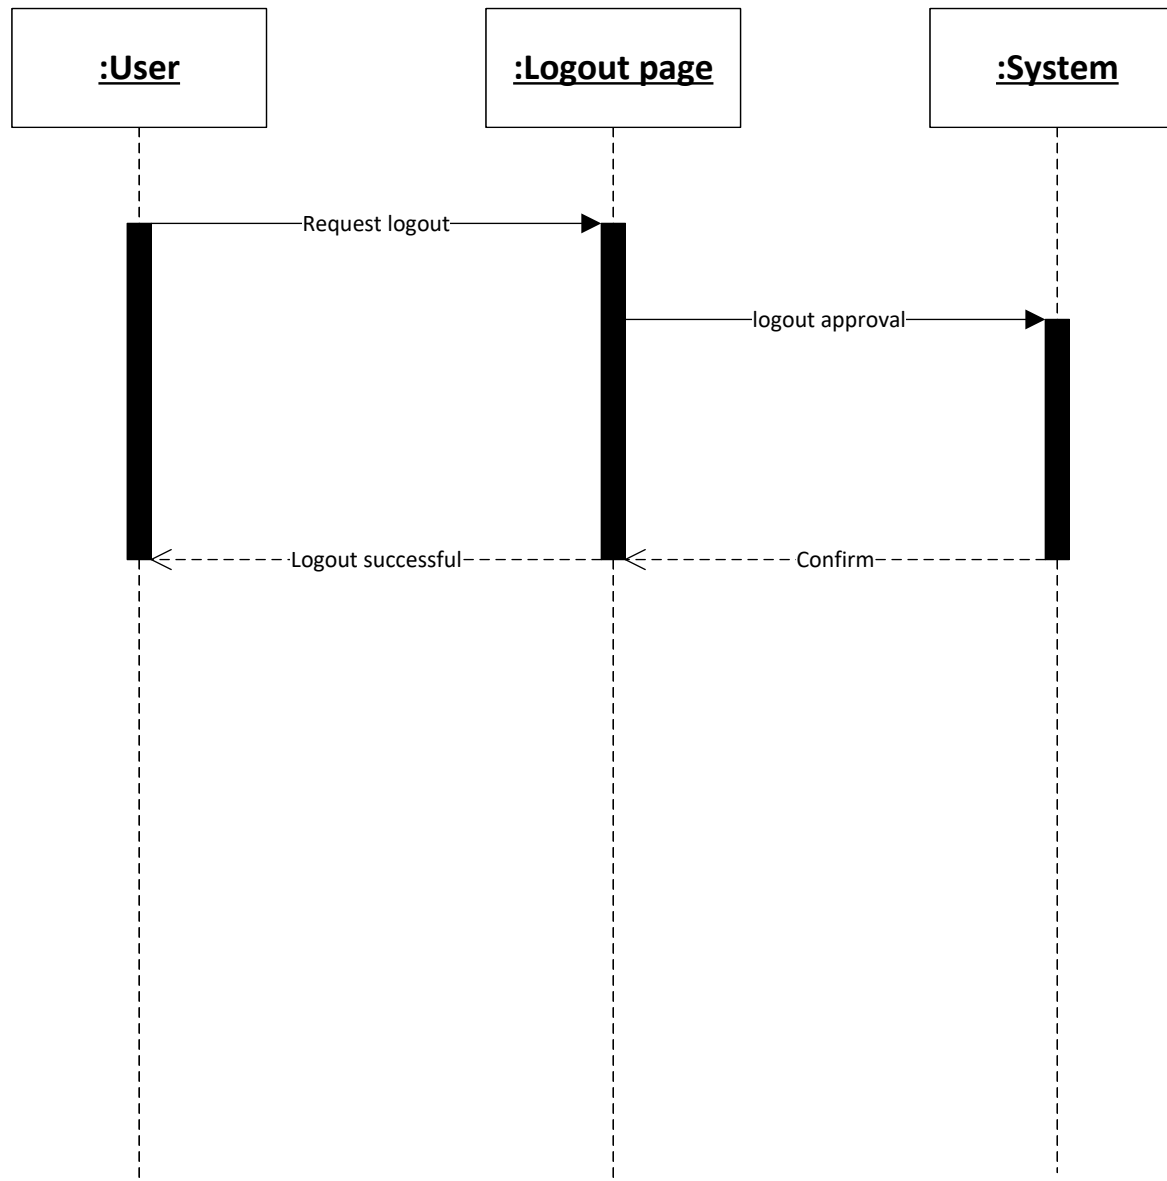 :User
:Logout page
:System
Request logout
logout approval
Logout successful
Confirm